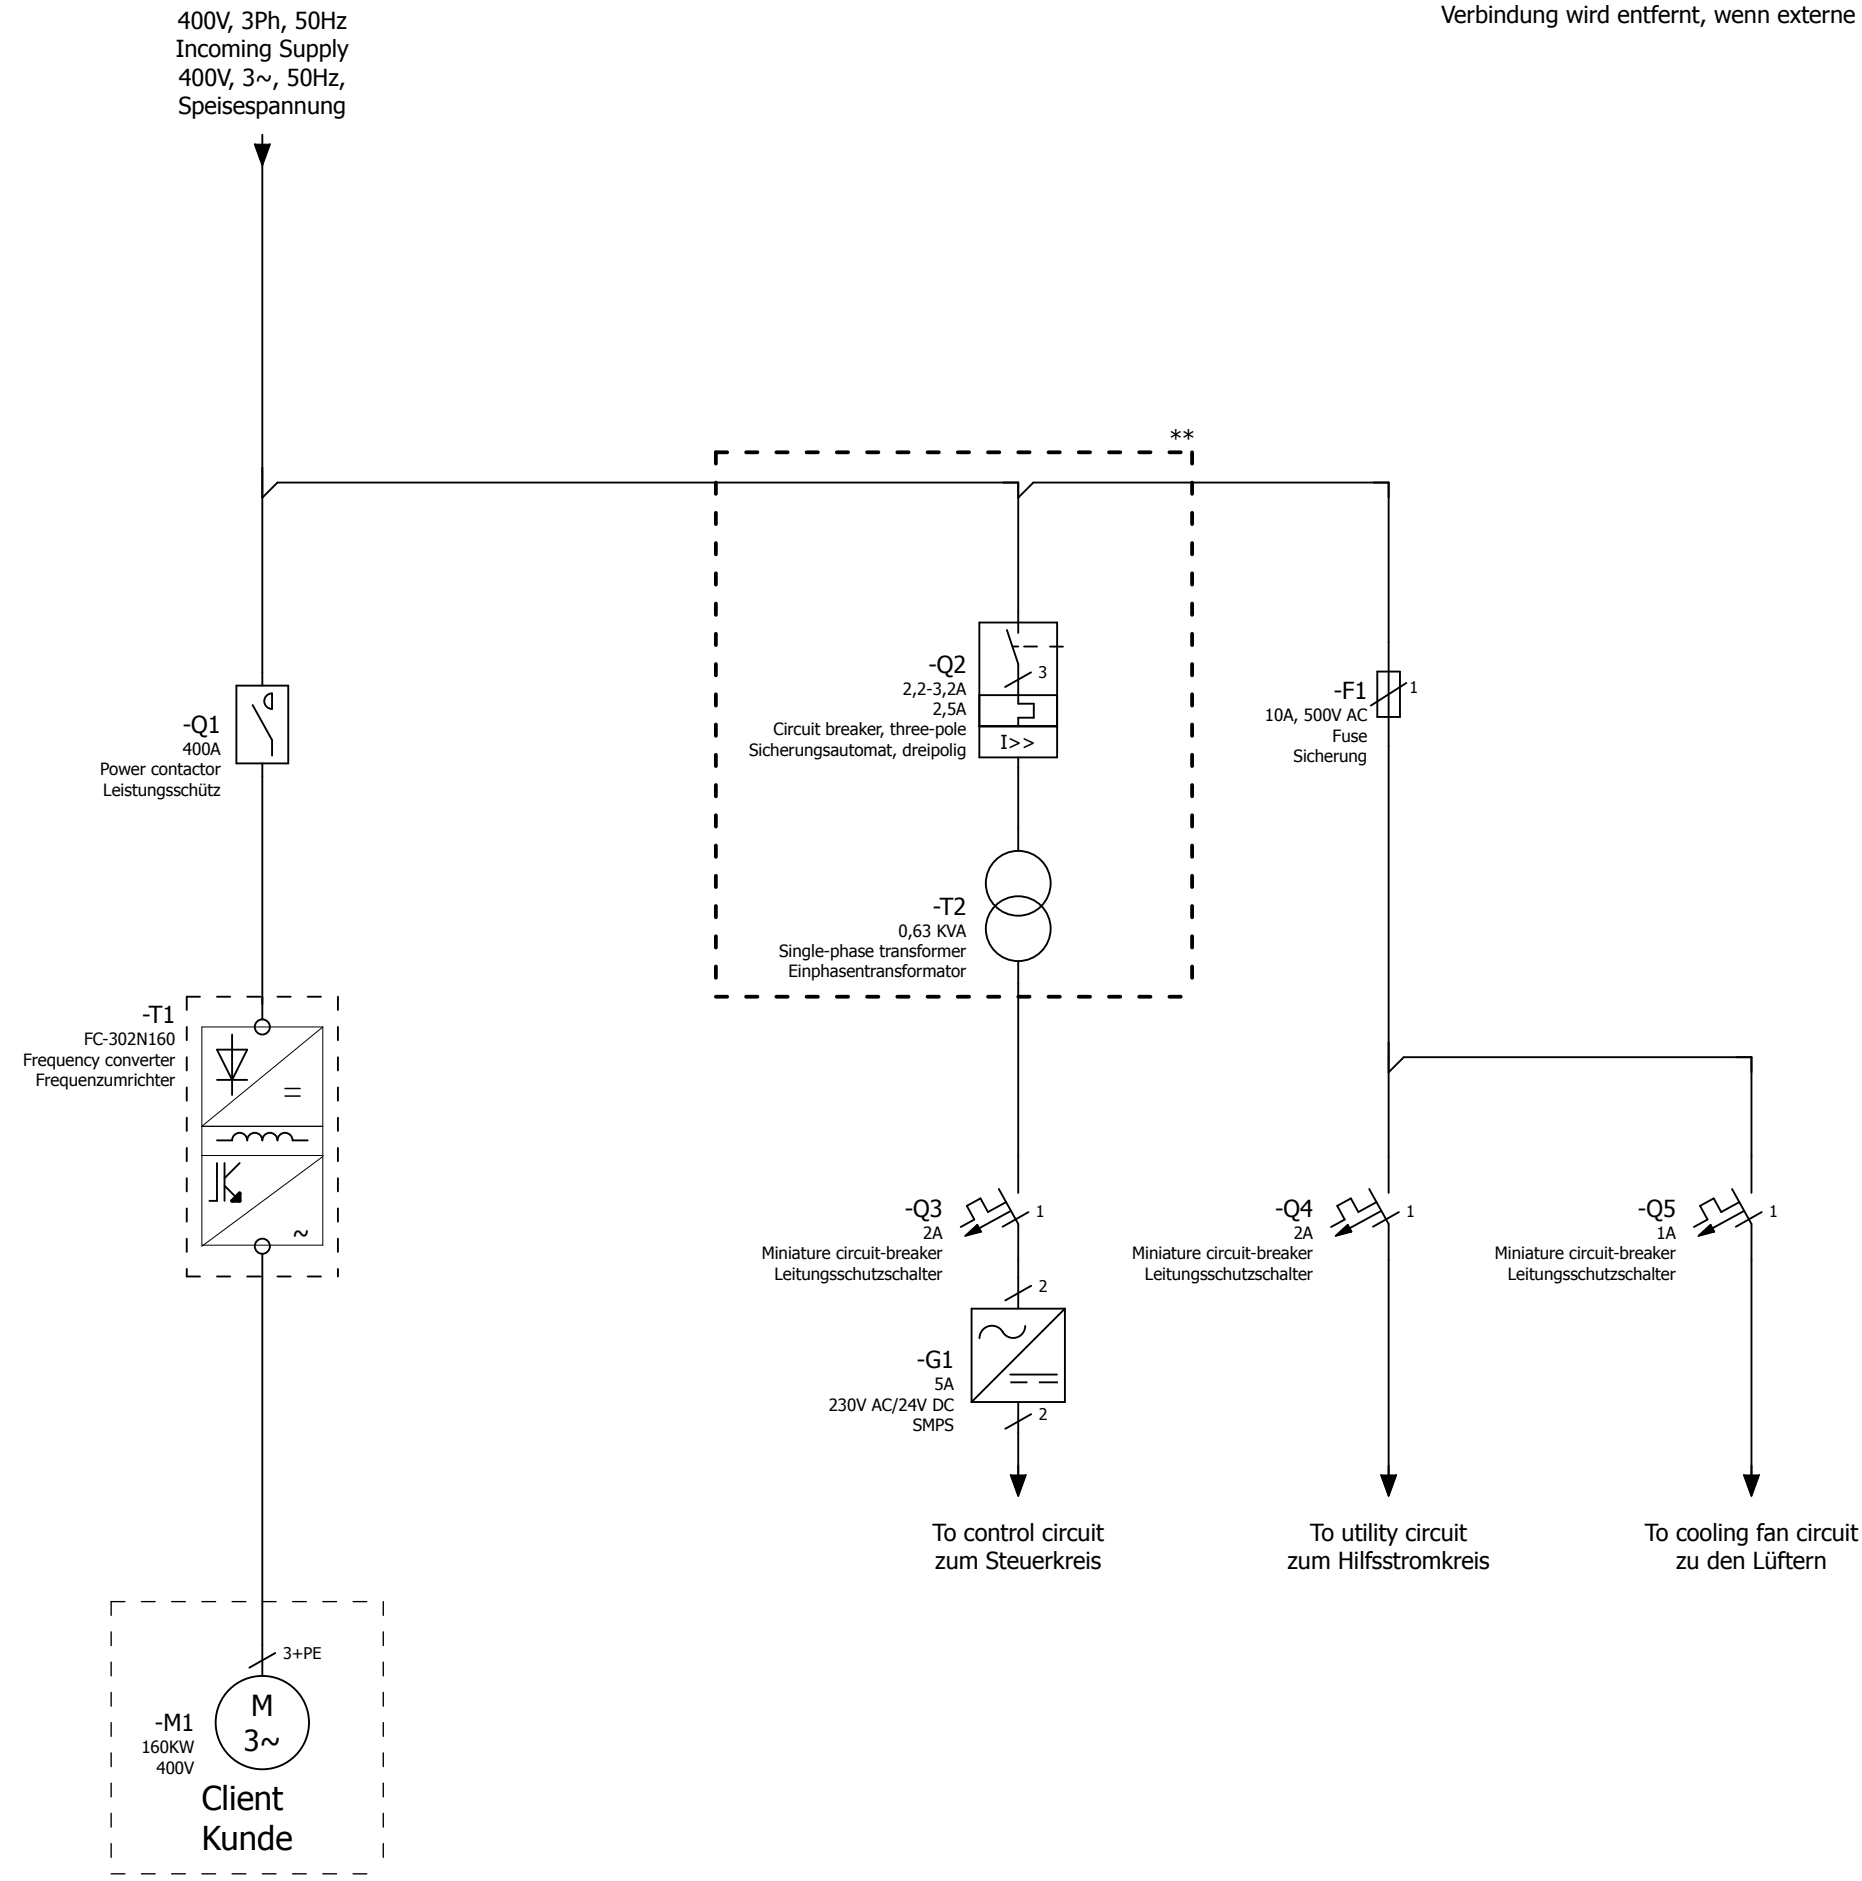 400V, 3Ph, 50Hz
Incoming Supply
400V, 3~, 50Hz,
Speisespannung
Verbindung wird entfernt, wenn externe
**
-Q1
400A
Power contactor
Leistungsschütz
-Q2
2,2-3,2A
2,5A
Circuit breaker, three-pole
Sicherungsautomat, dreipolig
3
I>>
-F1
10A, 500V AC
Fuse
Sicherung
1
-T2
0,63 KVA
Single-phase transformer
Einphasentransformator
-T1
FC-302N160
Frequency converter
Frequenzumrichter
=
~
-Q3
2A
Miniature circuit-breaker
Leitungsschutzschalter
1
2
-Q4
2A
Miniature circuit-breaker
Leitungsschutzschalter
1
-Q5
1A
Miniature circuit-breaker
Leitungsschutzschalter
1
-G1
5A
230V AC/24V DC
SMPS
2
To control circuit
zum Steuerkreis
To utility circuit
zum Hilfsstromkreis
To cooling fan circuit
zu den Lüftern
3+PE
M
3~
-M1
160KW
400V
Client
Kunde